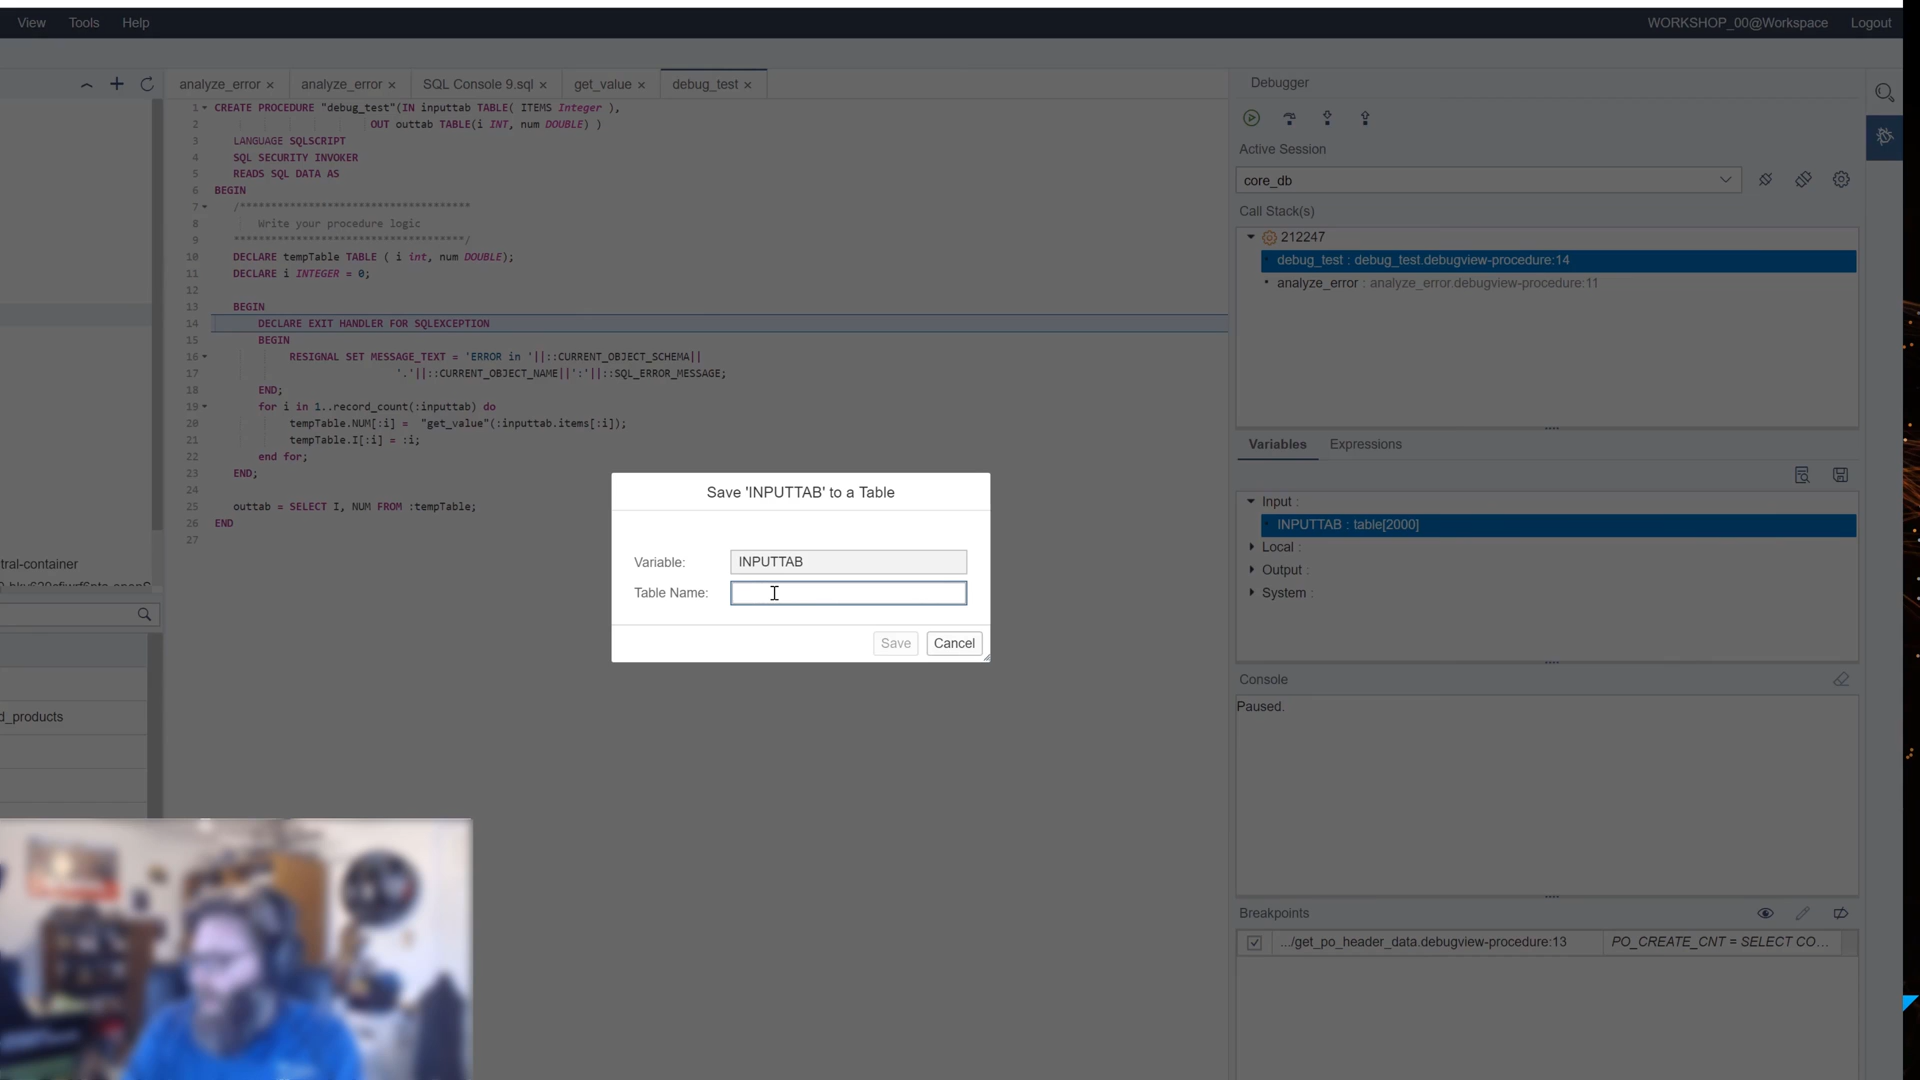 View Tools Help WORKSHOP_00@Workspace Logout
analyze_error × analyze_error × SQL Console 9.sql × get_value × debug_test ×
1 CREATE PROCEDURE "debug_test"(IN inputtab TABLE( ITEMS Integer ),
2 OUT outtab TABLE(i INT, num DOUBLE) )
3 LANGUAGE SQLSCRIPT
4 SQL SECURITY INVOKER
5 READS SQL DATA AS
6 BEGIN
7 /*************************************
8 Write your procedure logic
9 *************************************/
10 DECLARE tempTable TABLE ( i int, num DOUBLE);
11 DECLARE i INTEGER = 0;
12
13 BEGIN
14 DECLARE EXIT HANDLER FOR SQLEXCEPTION
15 BEGIN
16 RESIGNAL SET MESSAGE_TEXT = 'ERROR in '||::CURRENT_OBJECT_SCHEMA||
17 '.'||::CURRENT_OBJECT_NAME||':'||::SQL_ERROR_MESSAGE;
18 END;
19 for i in 1..record_count(:inputtab) do
20 tempTable.NUM[:i] = "get_value"(:inputtab.items[:i]);
21 tempTable.I[:i] = :i;
22 end for;
23 END;
24
25 outtab = SELECT I, NUM FROM :tempTable;
26 END
27
tral-container
d_products
Save 'INPUTTAB' to a Table
Variable: INPUTTAB
Table Name:
Save Cancel
Debugger
Active Session
core_db
Call Stack(s)
212247
debug_test : debug_test.debugview-procedure:14
analyze_error : analyze_error.debugview-procedure:11
Variables Expressions
Input :
INPUTTAB : table[2000]
Local :
Output :
System :
Console
Paused.
Breakpoints
.../get_po_header_data.debugview-procedure:13 PO_CREATE_CNT = SELECT CO...